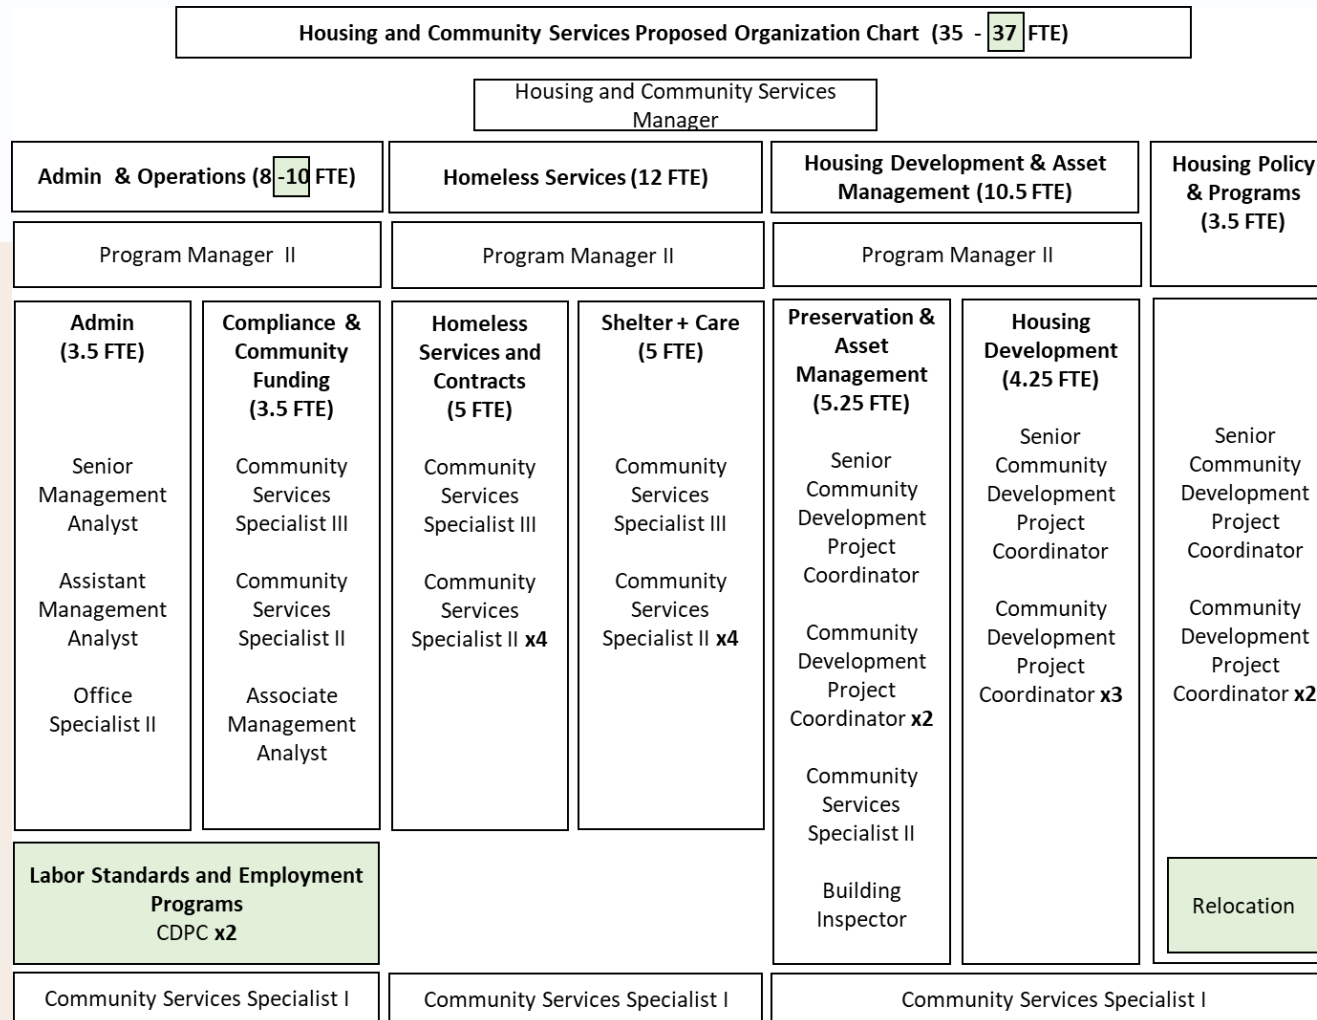 Housing and Community Services Proposed Organization Chart (35 - 37 FTE)
Housing and Community Services
Manager
Admin & Operations (8 -10 FTE)
Homeless Services (12 FTE)
Housing Development & Asset
Management (10.5 FTE)
Housing Policy
& Programs
(3.5 FTE)
Program Manager II
Program Manager II
Program Manager II
Admin
(3.5 FTE)
Senior
Management
Analyst
Assistant
Management
Analyst
Office
Specialist II
Compliance &
Community
Funding
(3.5 FTE)
Community
Services
Specialist III
Community
Services
Specialist II
Associate
Management
Analyst
Homeless
Services and
Contracts
(5 FTE)
Community
Services
Specialist III
Community
Services
Specialist II x4
Shelter + Care
(5 FTE)
Community
Services
Specialist III
Community
Services
Specialist II x4
Preservation &
Asset
Management
(5.25 FTE)
Senior
Community
Development
Project
Coordinator
Community
Development
Project
Coordinator x2
Community
Services
Specialist II
Building
Inspector
Housing
Development
(4.25 FTE)
Senior
Community
Development
Project
Coordinator
Community
Development
Project
Coordinator x3
Senior
Community
Development
Project
Coordinator
Community
Development
Project
Coordinator x2
Relocation
Labor Standards and Employment
Programs
CDPC x2
Community Services Specialist I
Community Services Specialist I
Community Services Specialist I